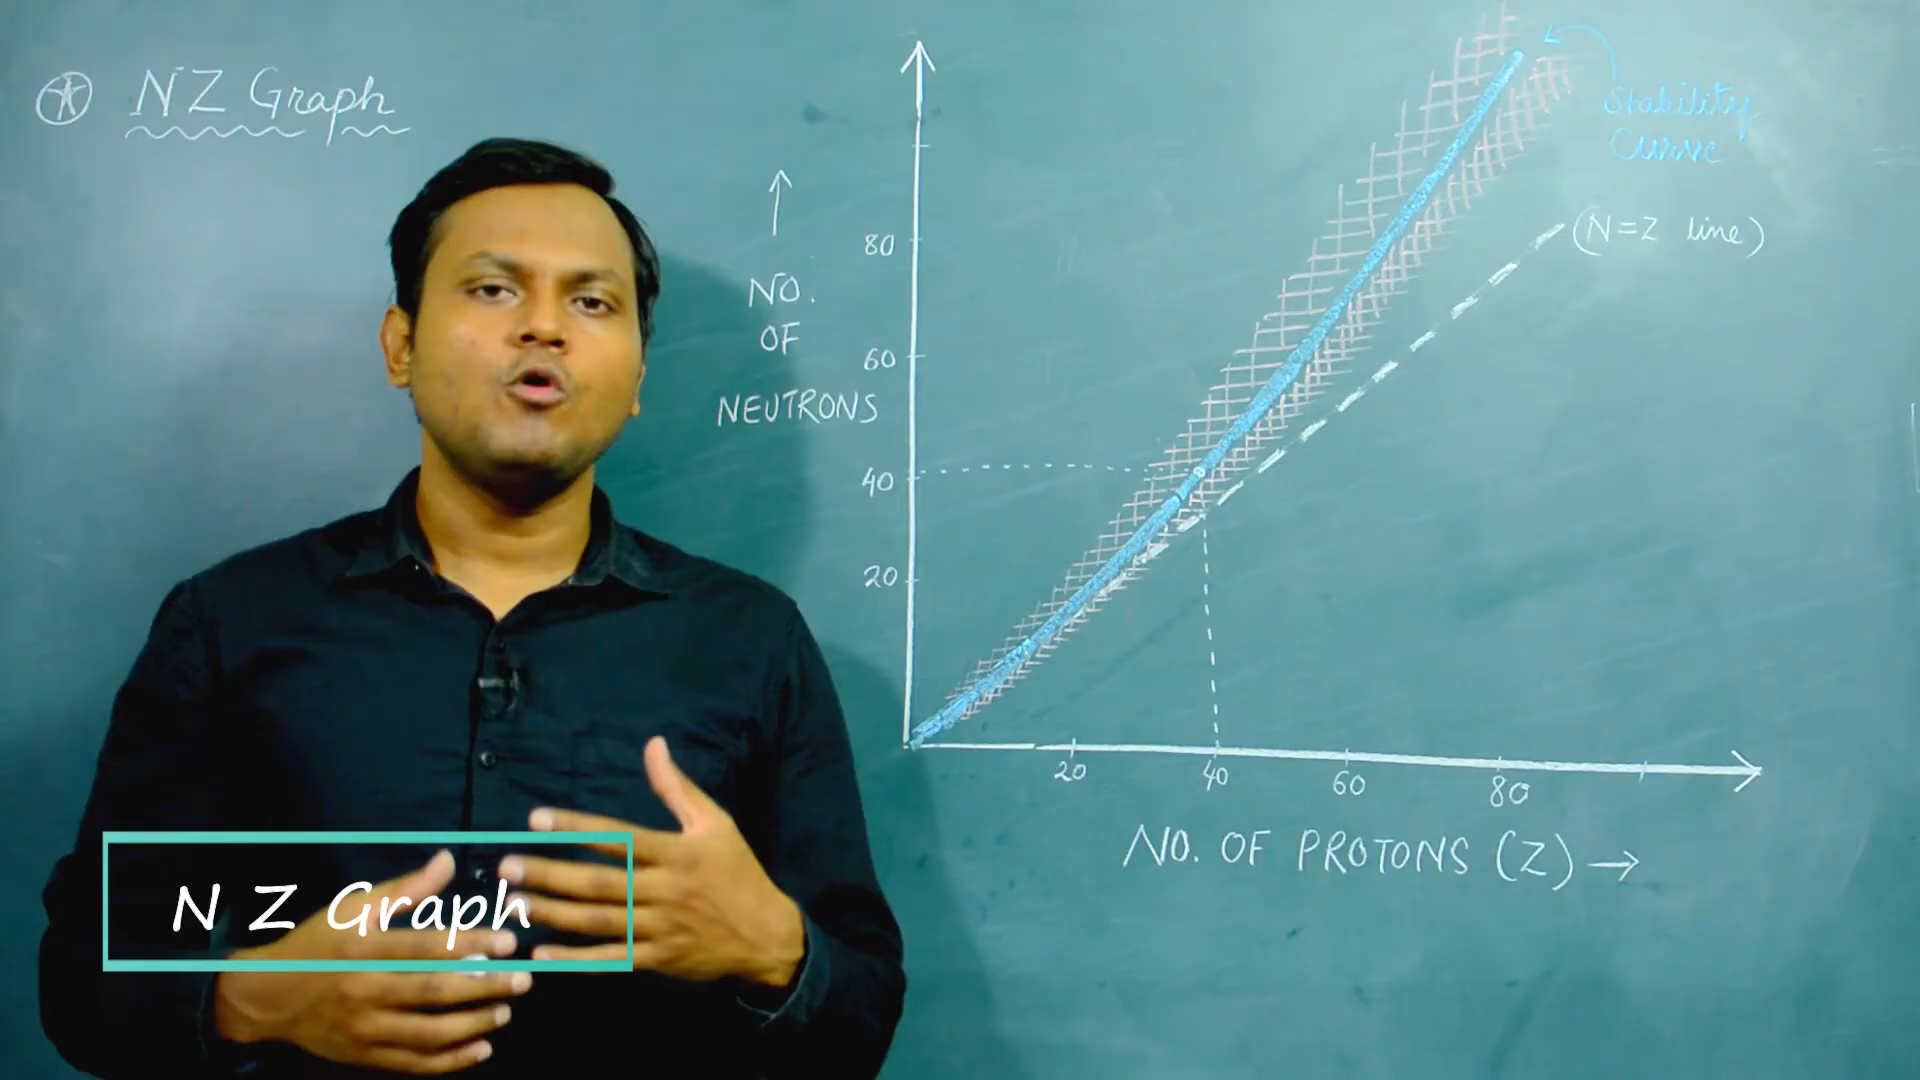 NZ Graph
Stability
Curve
(N=Z line)
80
NO.
OF
60
NEUTRONS
40
20
20 40 60 80
NO. OF PROTONS (Z) →
N Z Graph